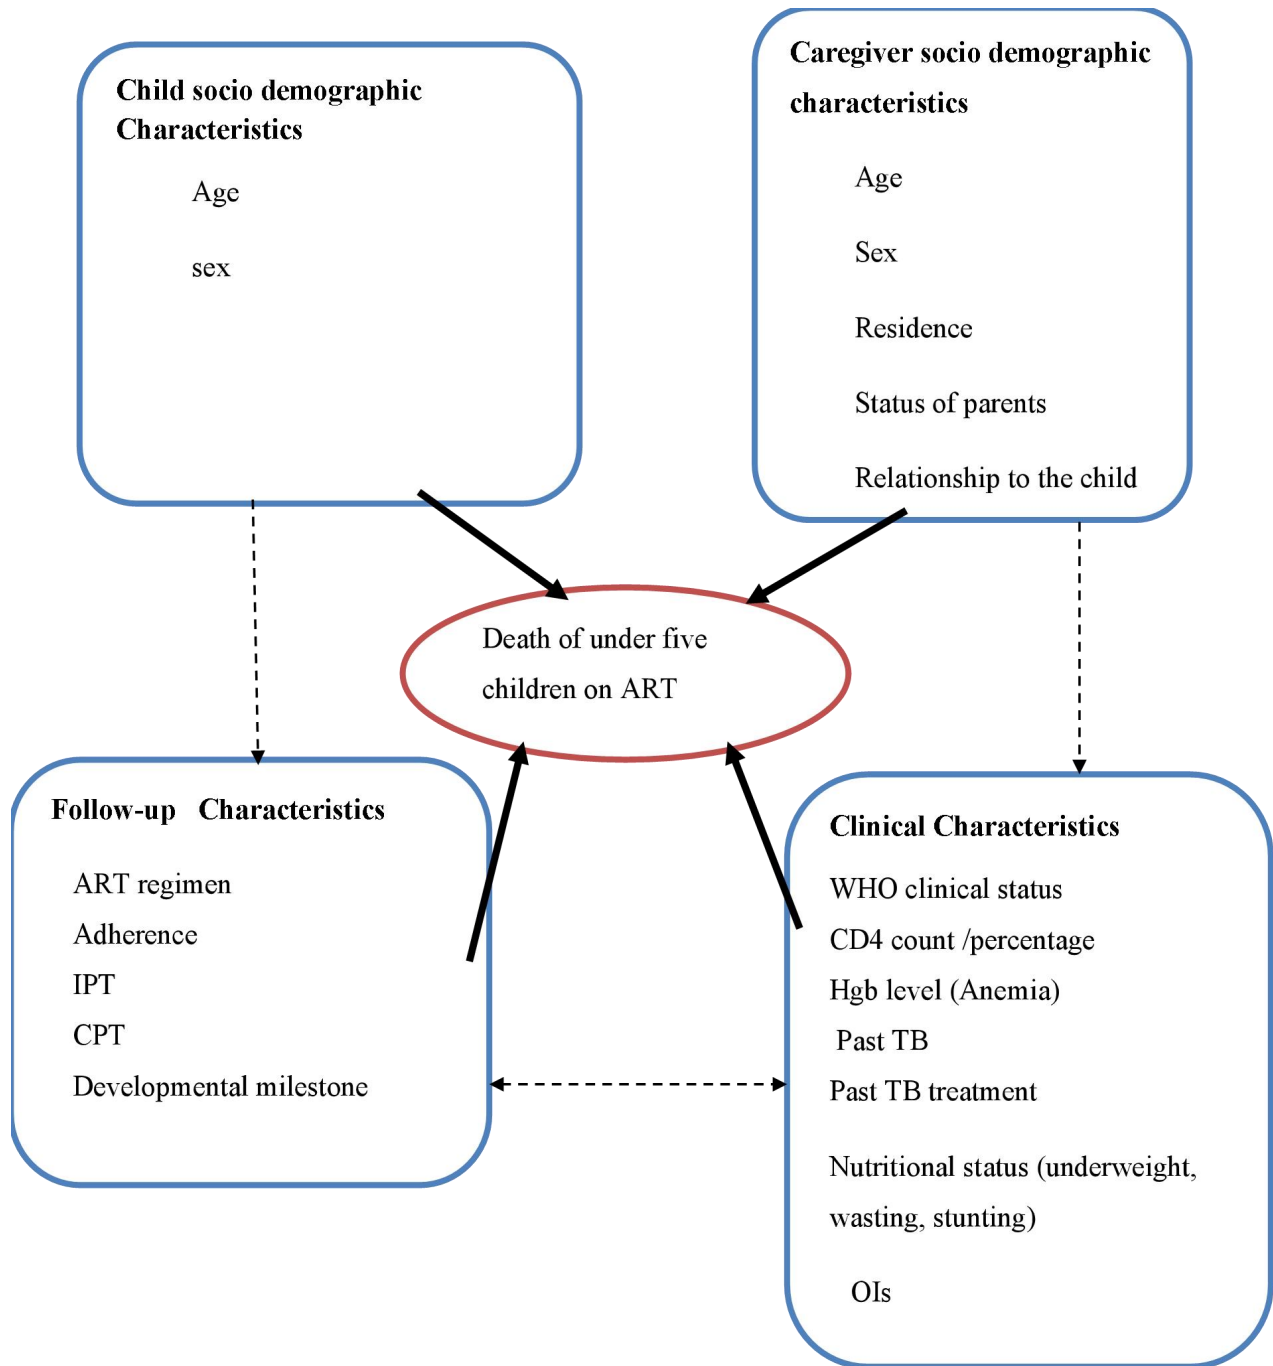 Child socio demographic
Characteristics
Age
sex
Caregiver socio demographic
characteristics
Age
Sex
Residence
Status of parents
Relationship to the child
Death of under five
children on ART
Follow-up Characteristics
ART regimen
Adherence
IPT
CPT
Developmental milestone
Clinical Characteristics
WHO clinical status
CD4 count /percentage
Hgb level (Anemia)
Past TB
Past TB treatment
Nutritional status (underweight,
wasting, stunting)
OIs